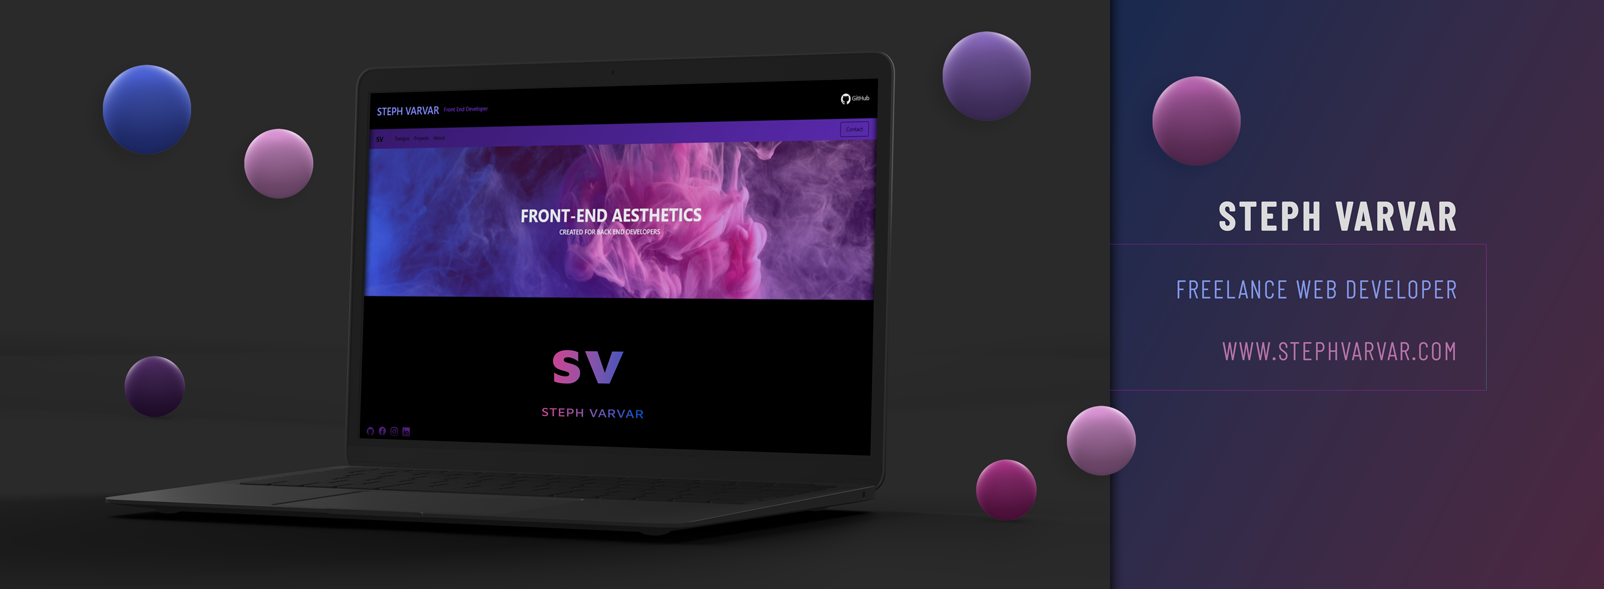 STEPH VARVAR Front End Developer
GitHub
SV Designs Projects About
Contact
FRONT-END AESTHETICS
CREATED FOR BACK END DEVELOPERS
SV
STEPH VARVAR
STEPH VARVAR
FREELANCE WEB DEVELOPER
WWW.STEPHVARVAR.COM